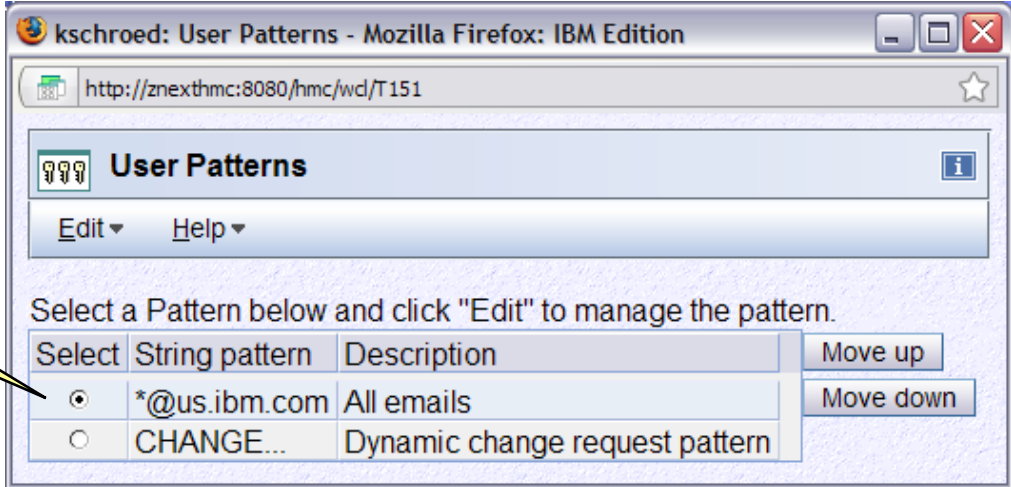 kschroed: User Patterns - Mozilla Firefox: IBM Edition
http://znexthmc:8080/hmc/wcl/T151
User Patterns
Edit Help
Select a Pattern below and click "Edit" to manage the pattern.
Select String pattern Description Move up
*@us.ibm.com All emails Move down
CHANGE... Dynamic change request pattern